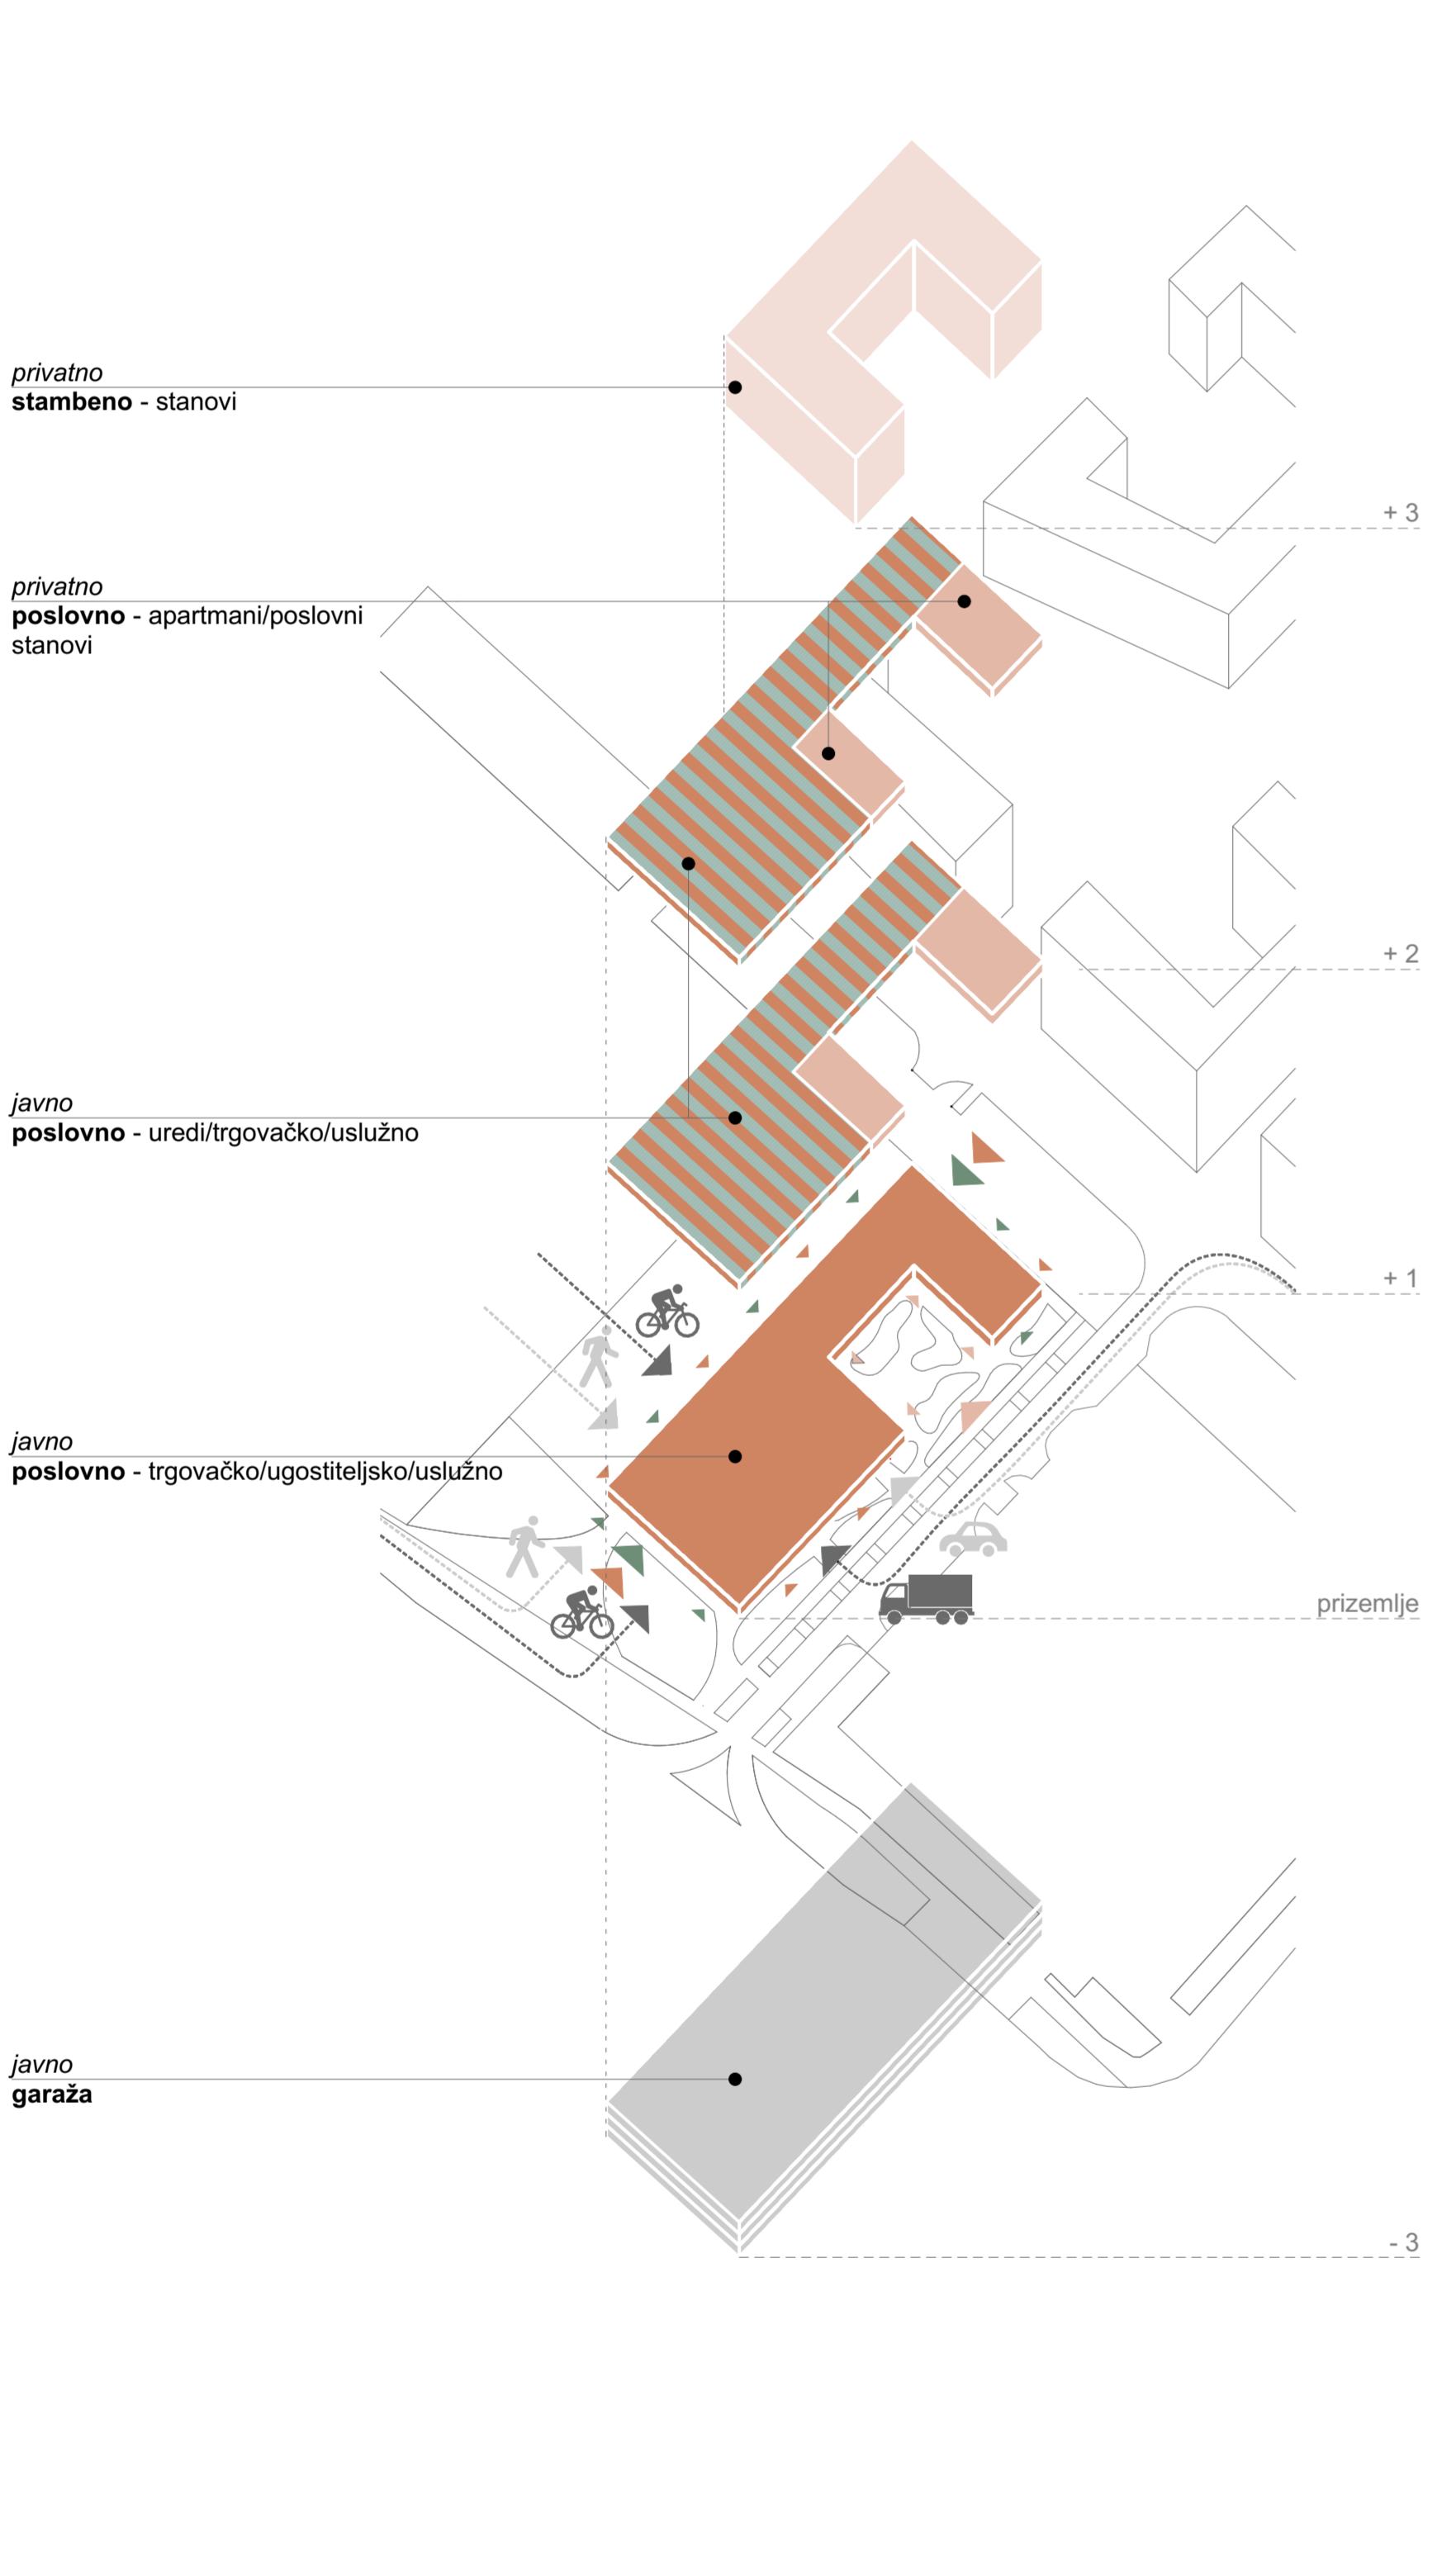 privatno
stambeno - stanovi
+ 3
privatno
poslovno - apartmani/poslovni
stanovi
+ 2
javno
poslovno - uredi/trgovačko/uslužno
+ 1
javno
poslovno - trgovačko/ugostiteljsko/uslužno
prizemlje
javno
garaža
- 3